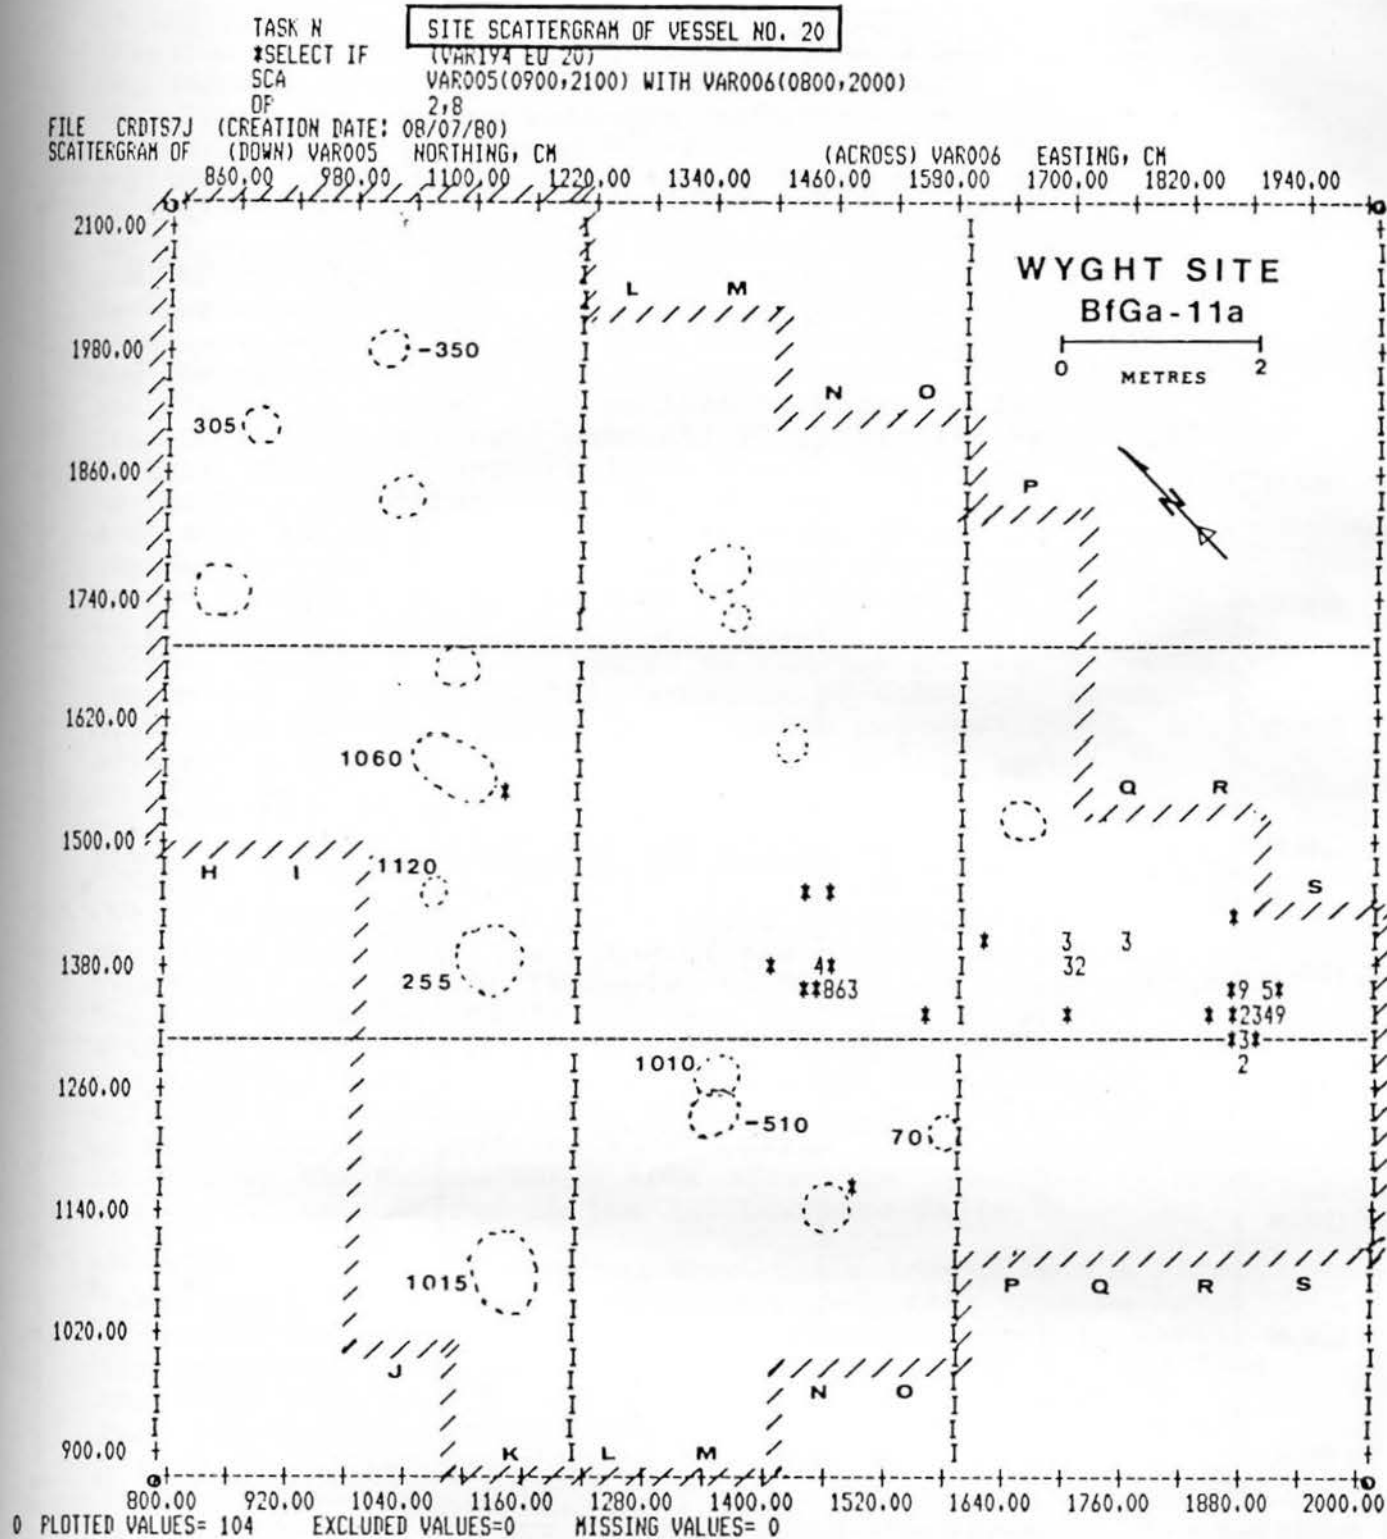 TASK N SITE SCATTERGRAM OF VESSEL NO. 20
*SELECT IF (VAR194 EQ 20)
SCA VAR005(0900,2100) WITH VAR006(0800,2000)
OP 2,8
FILE CRDTS7J (CREATION DATE: 08/07/80)
SCATTERGRAM OF (DOWN) VAR005 NORTHING, CM (ACROSS) VAR006 EASTING, CM
860.00 980.00 1100.00 1220.00 1340.00 1460.00 1580.00 1700.00 1820.00 1940.00
2100.00
WYGHT SITE
L M
BfGa-11a
1980.00 -350
0 2
METRES
N O
305
1860.00
P
N
1740.00
1620.00
1060
*
Q R
1500.00
H I 1120
S
* *
*
* 3 3
1380.00 * 4* 32
255 **863 *9 5*
* * * *2349
*3*
1010 2
1260.00
-510 70
*
1140.00
1015 P Q R S
1020.00
J N O
900.00
K L M
800.00 920.00 1040.00 1160.00 1280.00 1400.00 1520.00 1640.00 1760.00 1880.00 2000.00
0 PLOTTED VALUES= 104 EXCLUDED VALUES=0 MISSING VALUES= 0